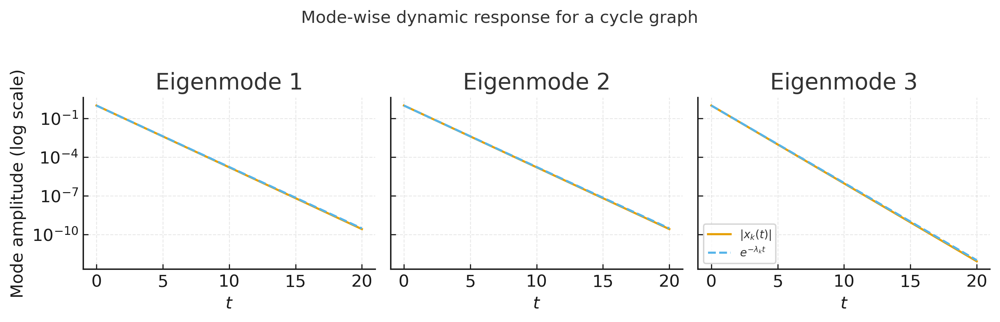 Mode-wise dynamic response for a cycle graph
Eigenmode 1
Eigenmode 2
Eigenmode 3
Mode amplitude (log scale)
10⁻¹
10⁻⁴
10⁻⁷
10⁻¹⁰
|xₖ(t)|
e^{-λₖt}
0 5 10 15 20
0 5 10 15 20
0 5 10 15 20
t
t
t